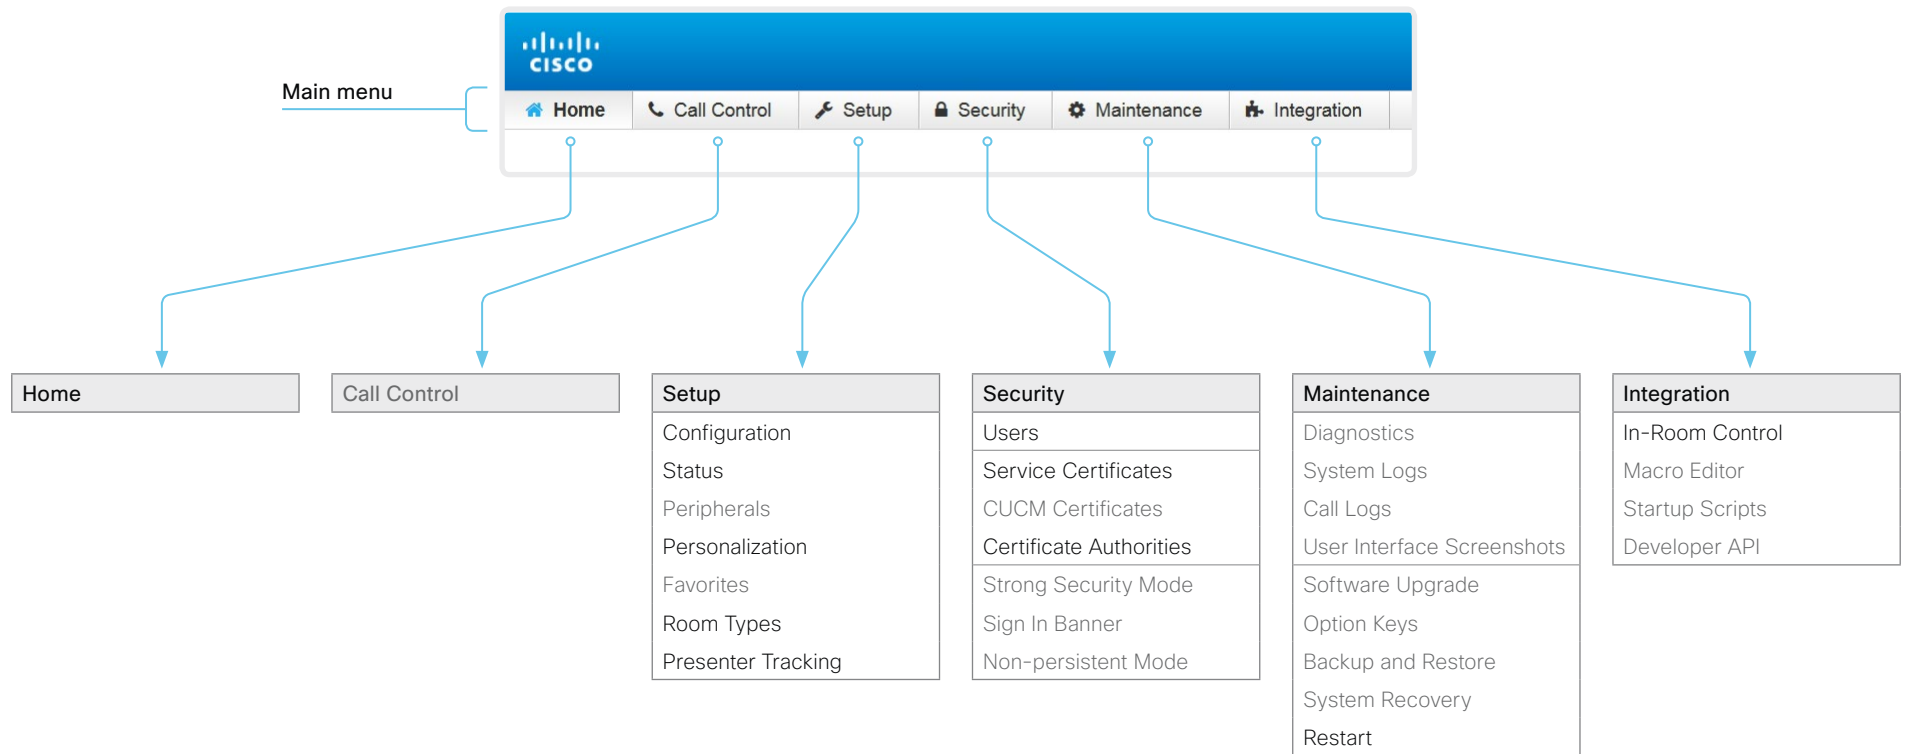 CISCO
Main menu
Home Call Control Setup Security Maintenance Integration
Home
Call Control
Setup
Configuration
Status
Peripherals
Personalization
Favorites
Room Types
Presenter Tracking
Security
Users
Service Certificates
CUCM Certificates
Certificate Authorities
Strong Security Mode
Sign In Banner
Non-persistent Mode
Maintenance
Diagnostics
System Logs
Call Logs
User Interface Screenshots
Software Upgrade
Option Keys
Backup and Restore
System Recovery
Restart
Integration
In-Room Control
Macro Editor
Startup Scripts
Developer API